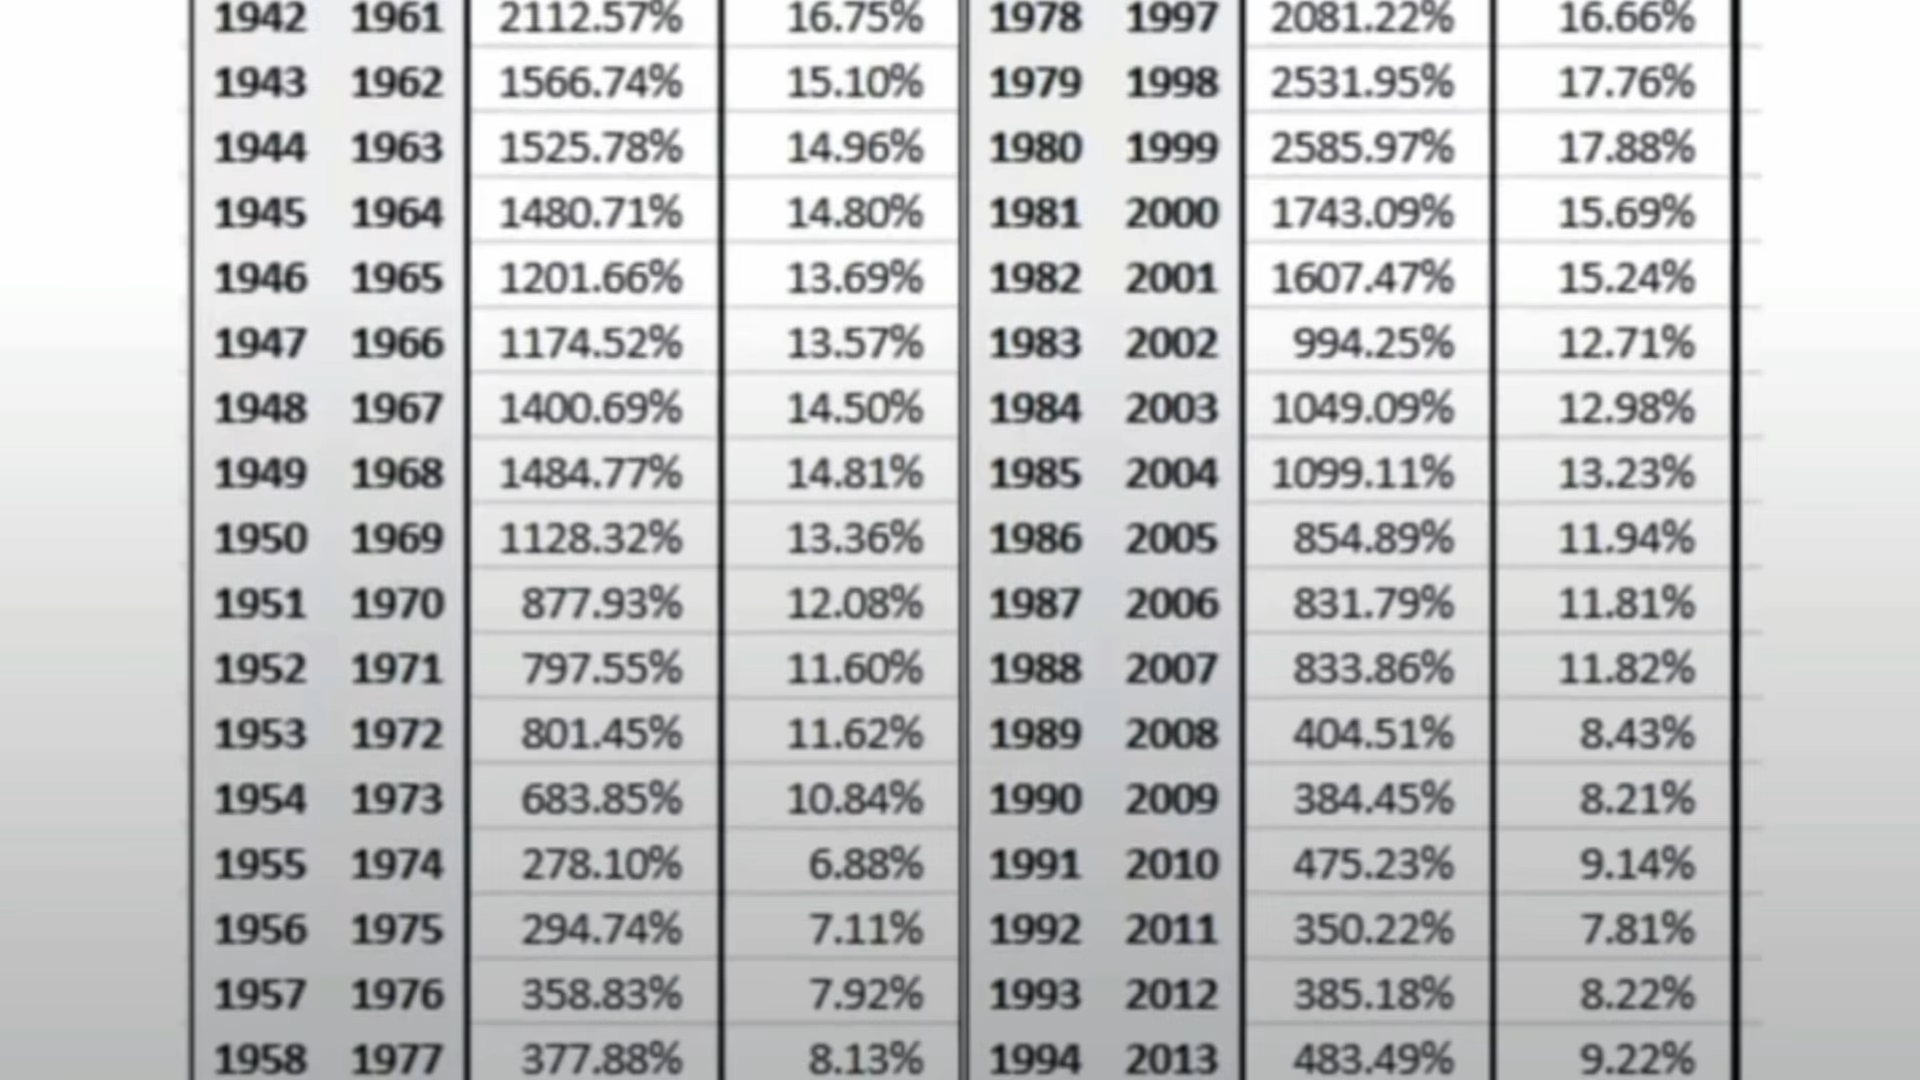 1942 1961 2112.57% 16.75% 1978 1997 2081.22% 16.66%
1943 1962 1566.74% 15.10% 1979 1998 2531.95% 17.76%
1944 1963 1525.78% 14.96% 1980 1999 2585.97% 17.88%
1945 1964 1480.71% 14.80% 1981 2000 1743.09% 15.69%
1946 1965 1201.66% 13.69% 1982 2001 1607.47% 15.24%
1947 1966 1174.52% 13.57% 1983 2002 994.25% 12.71%
1948 1967 1400.69% 14.50% 1984 2003 1049.09% 12.98%
1949 1968 1484.77% 14.81% 1985 2004 1099.11% 13.23%
1950 1969 1128.32% 13.36% 1986 2005 854.89% 11.94%
1951 1970 877.93% 12.08% 1987 2006 831.79% 11.81%
1952 1971 797.55% 11.60% 1988 2007 833.86% 11.82%
1953 1972 801.45% 11.62% 1989 2008 404.51% 8.43%
1954 1973 683.85% 10.84% 1990 2009 384.45% 8.21%
1955 1974 278.10% 6.88% 1991 2010 475.23% 9.14%
1956 1975 294.74% 7.11% 1992 2011 350.22% 7.81%
1957 1976 358.83% 7.92% 1993 2012 385.18% 8.22%
1958 1977 377.88% 8.13% 1994 2013 483.49% 9.22%